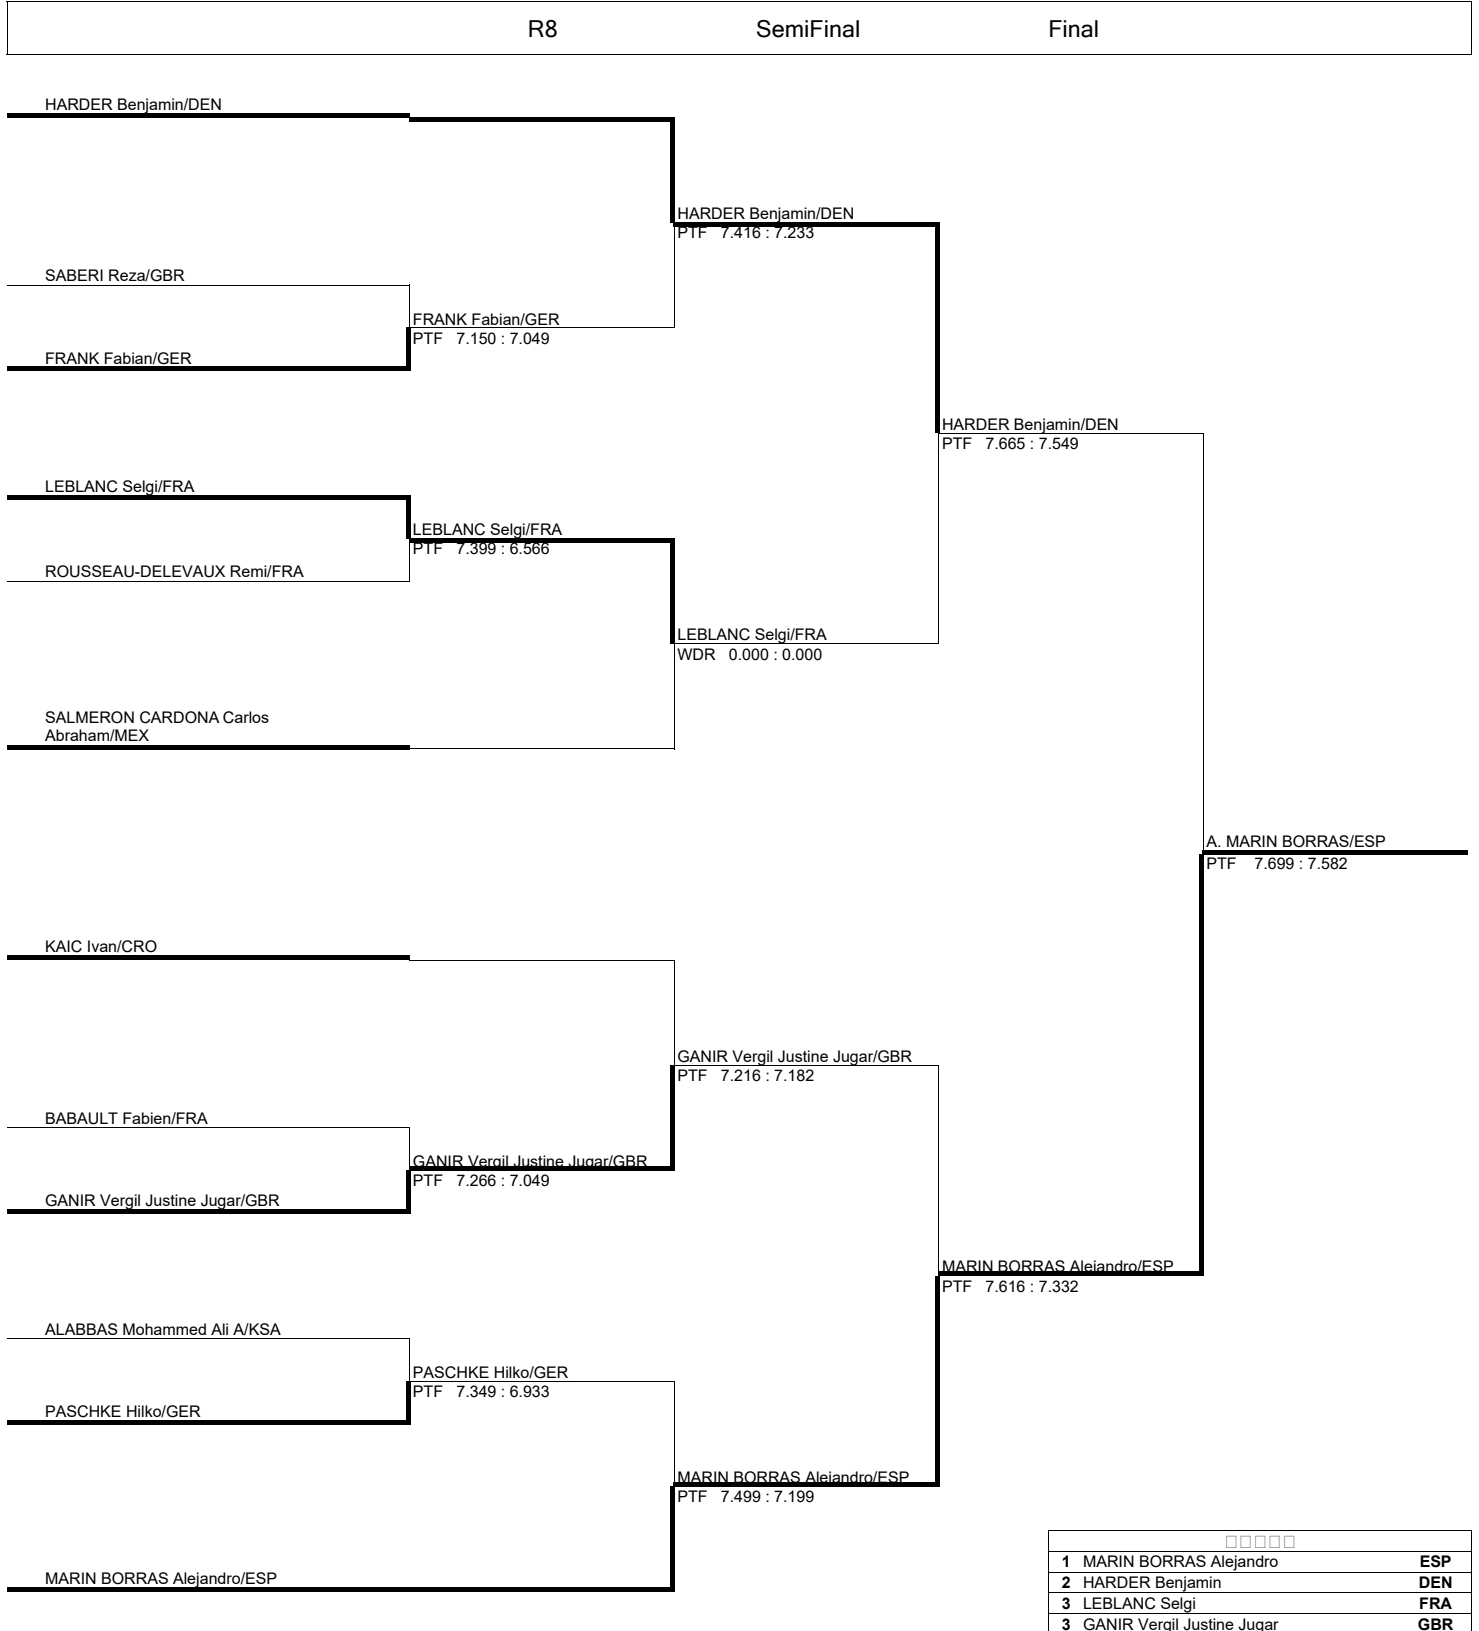 R8 SemiFinal Final
HARDER Benjamin/DEN
HARDER Benjamin/DEN
PTF 7.416 : 7.233
SABERI Reza/GBR
FRANK Fabian/GER
PTF 7.150 : 7.049
FRANK Fabian/GER
HARDER Benjamin/DEN
PTF 7.665 : 7.549
LEBLANC Selgi/FRA
LEBLANC Selgi/FRA
PTF 7.399 : 6.566
ROUSSEAU-DELEVAUX Remi/FRA
LEBLANC Selgi/FRA
WDR 0.000 : 0.000
SALMERON CARDONA Carlos
Abraham/MEX
A. MARIN BORRAS/ESP
PTF 7.699 : 7.582
KAIC Ivan/CRO
GANIR Vergil Justine Jugar/GBR
PTF 7.216 : 7.182
BABAULT Fabien/FRA
GANIR Vergil Justine Jugar/GBR
PTF 7.266 : 7.049
GANIR Vergil Justine Jugar/GBR
MARIN BORRAS Alejandro/ESP
PTF 7.616 : 7.332
ALABBAS Mohammed Ali A/KSA
PASCHKE Hilko/GER
PTF 7.349 : 6.933
PASCHKE Hilko/GER
MARIN BORRAS Alejandro/ESP
PTF 7.499 : 7.199
MARIN BORRAS Alejandro/ESP
1 MARIN BORRAS Alejandro ESP
2 HARDER Benjamin DEN
3 LEBLANC Selgi FRA
3 GANIR Vergil Justine Jugar GBR